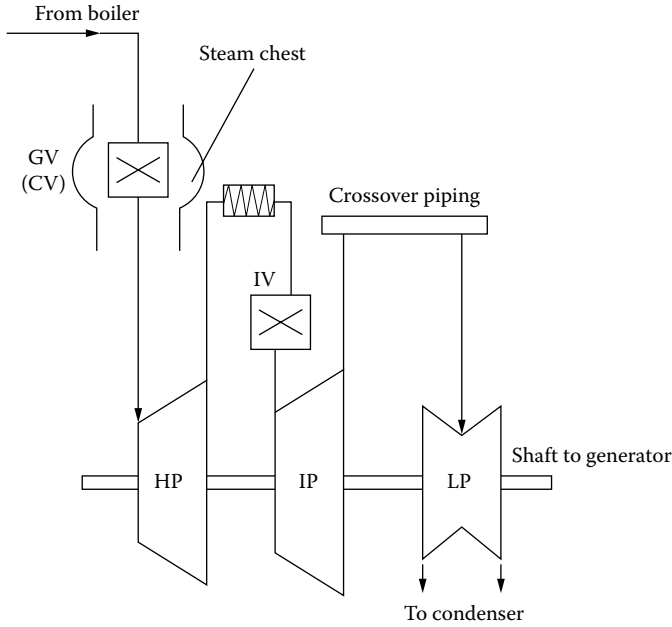 From boiler
Steam chest
GV
(CV)
Crossover piping
IV
Shaft to generator
HP
IP
LP
To condenser